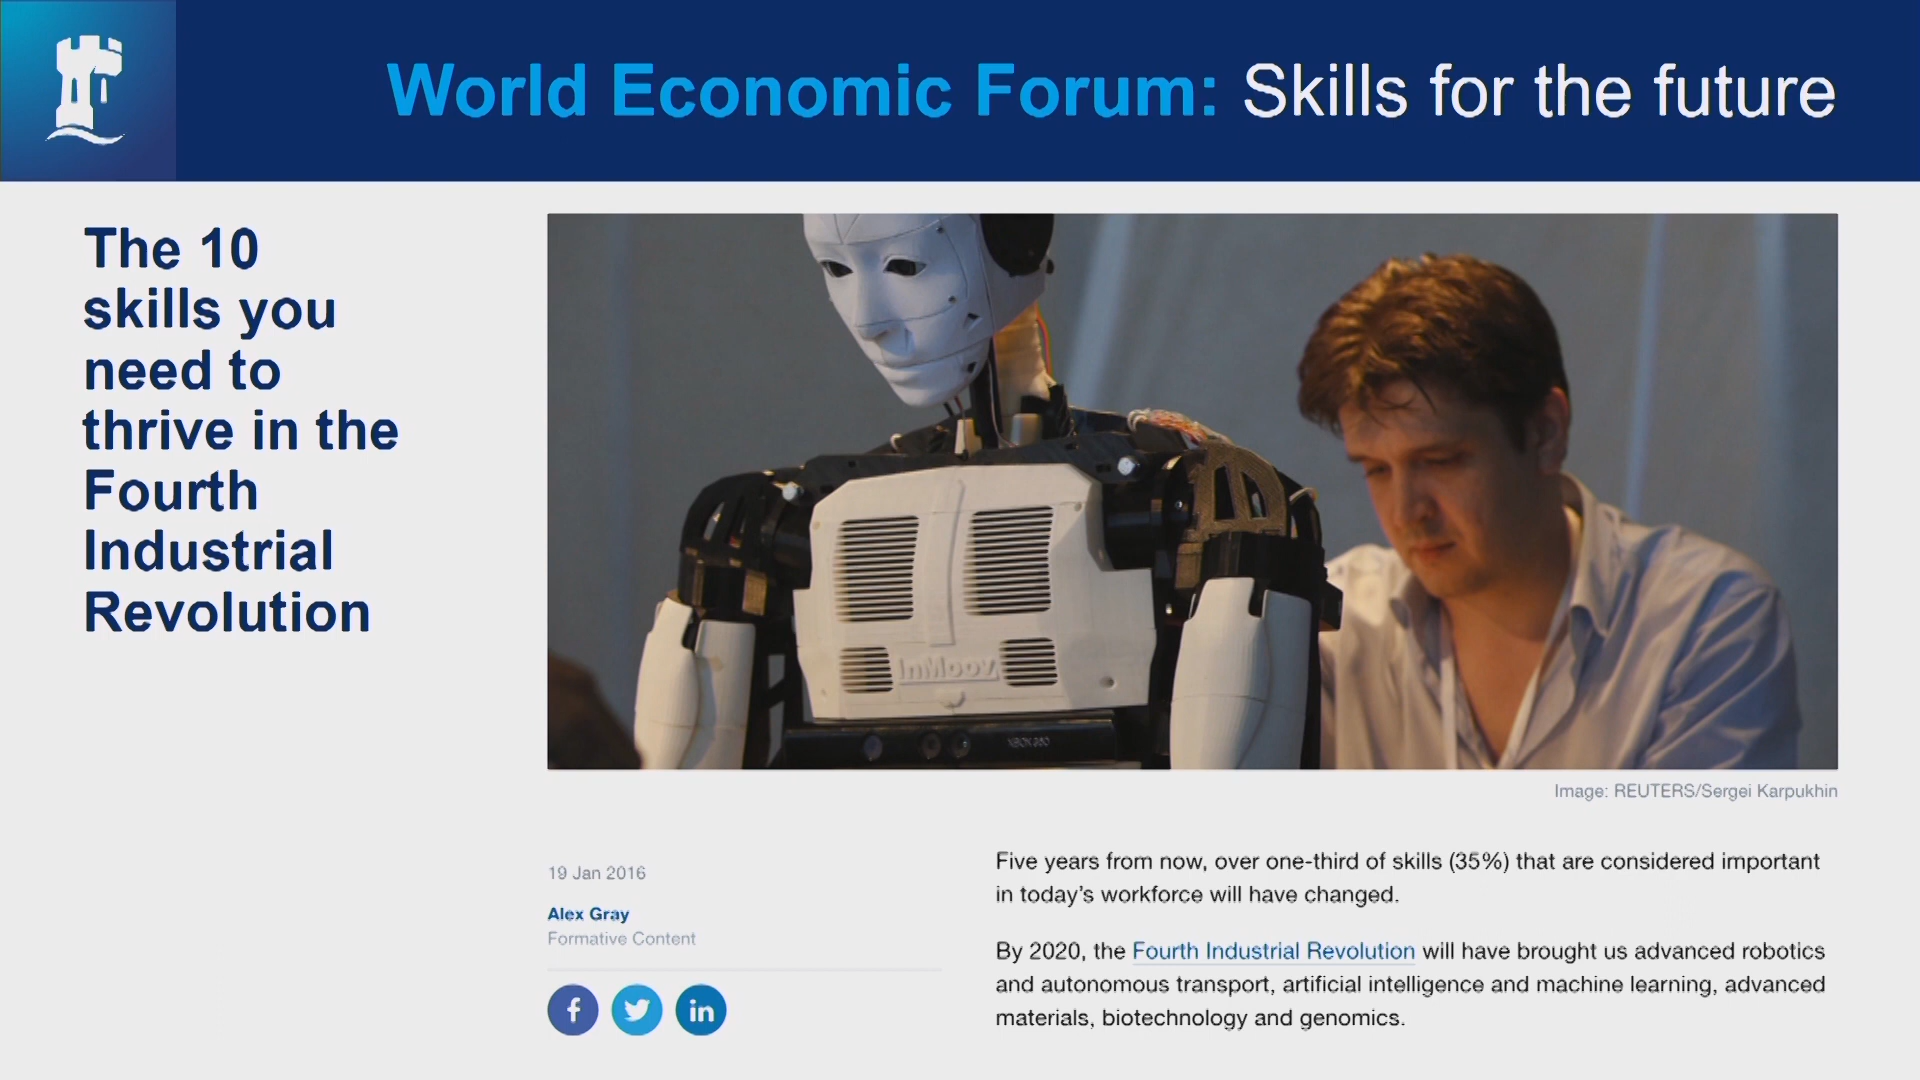 World Economic Forum: Skills for the future
The 10
skills you
need to
thrive in the
Fourth
Industrial
Revolution
InMoov
XBOX360
Image: REUTERS/Sergei Karpukhin
19 Jan 2016
Alex Gray
Formative Content
Five years from now, over one-third of skills (35%) that are considered important
in today's workforce will have changed.
By 2020, the Fourth Industrial Revolution will have brought us advanced robotics
and autonomous transport, artificial intelligence and machine learning, advanced
materials, biotechnology and genomics.